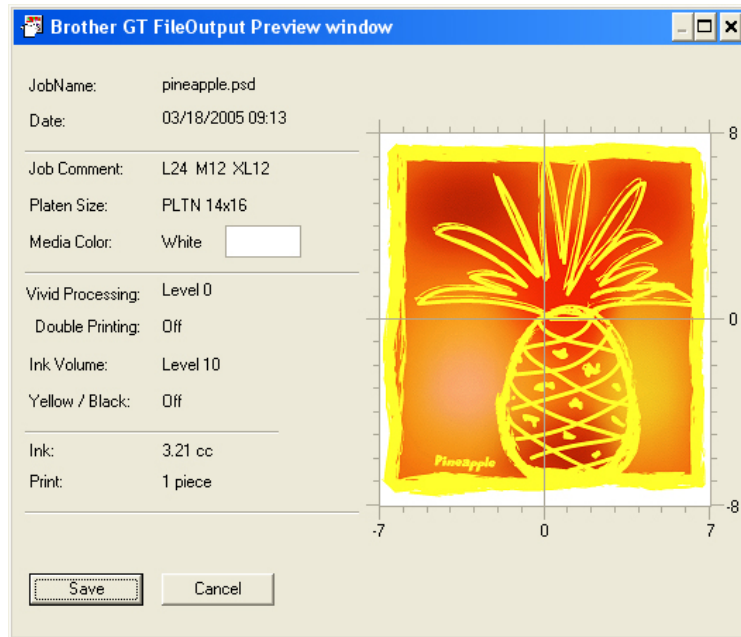 Brother GT FileOutput Preview window
JobName: pineapple.psd
Date: 03/18/2005 09:13
Job Comment: L24 M12 XL12
Platen Size: PLTN 14x16
Media Color: White
Vivid Processing: Level 0
Double Printing: Off
Ink Volume: Level 10
Yellow / Black: Off
Ink: 3.21 cc
Print: 1 piece
Save Cancel
8
0
Pineapple
-8
-7 0 7